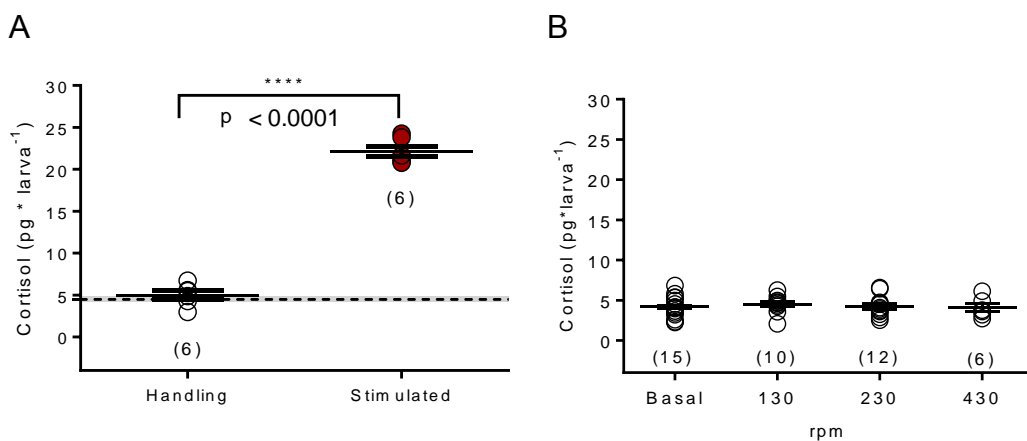 A
****
p < 0.0001
30
25
20
15
10
5
0
Cortisol (pg * larva⁻¹)
(6)
(6)
Handling
Stimulated
B
30
25
20
15
10
5
0
Cortisol (pg*larva⁻¹)
(15)
(10)
(12)
(6)
Basal
130
230
430
rpm